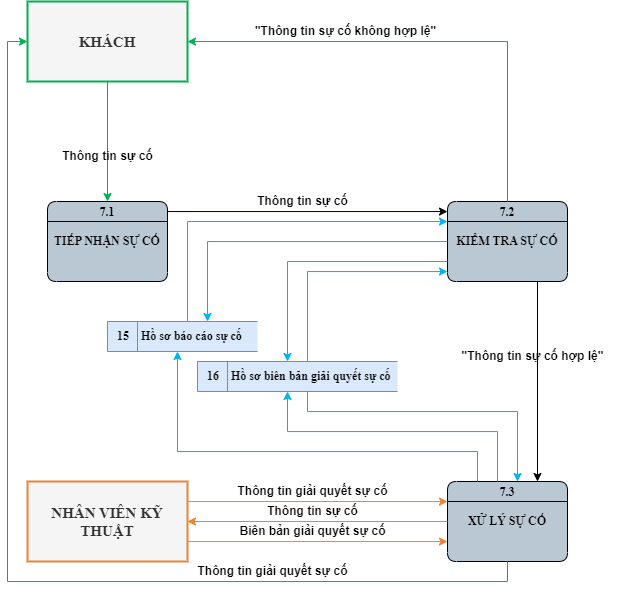 "Thông tin sự cố không hợp lệ"
KHÁCH
Thông tin sự cố
Thông tin sự cố
7.1
TIẾP NHẬN SỰ CỐ
7.2
KIỂM TRA SỰ CỐ
15 Hồ sơ báo cáo sự cố
"Thông tin sự cố hợp lệ"
16 Hồ sơ biên bản giải quyết sự cố
NHÂN VIÊN KỸ
THUẬT
Thông tin giải quyết sự cố
Thông tin sự cố
Biên bản giải quyết sự cố
7.3
XỬ LÝ SỰ CỐ
Thông tin giải quyết sự cố